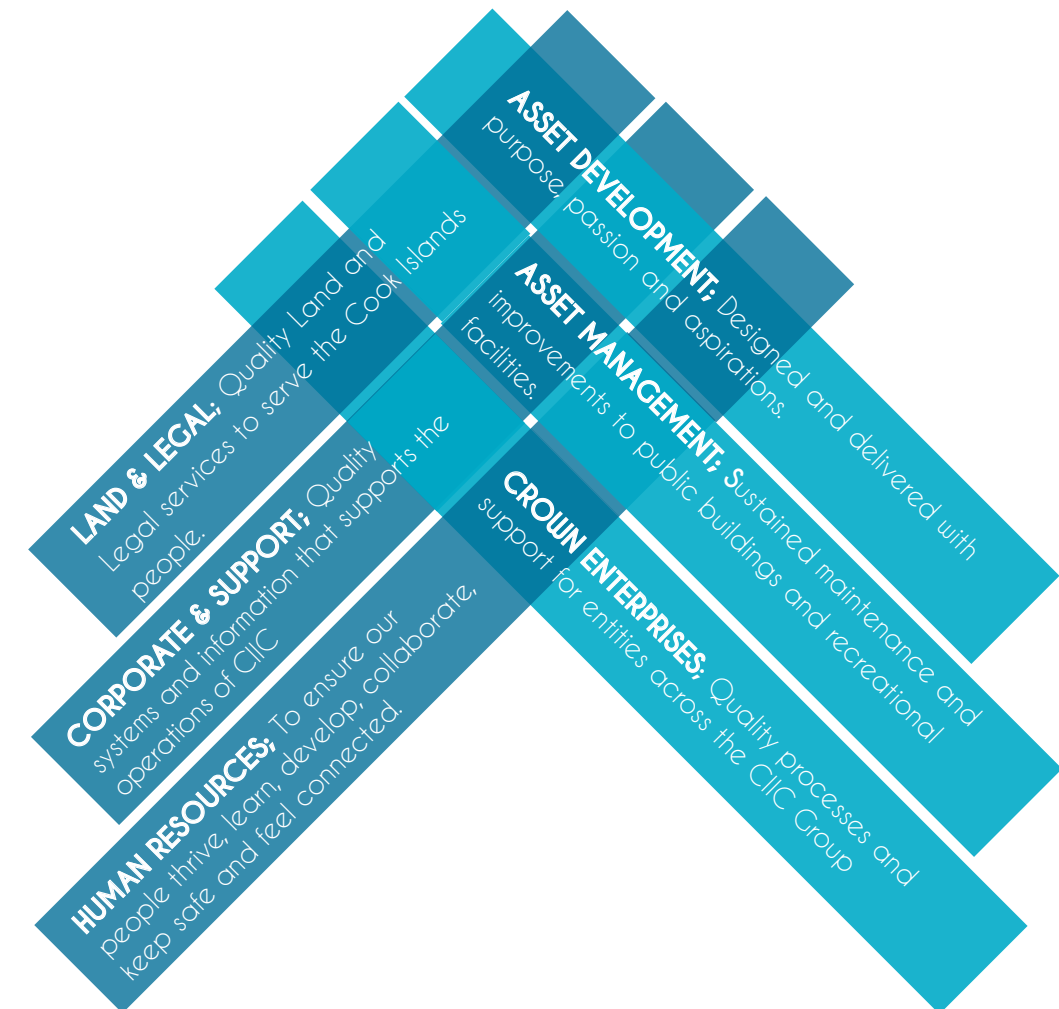 LAND & LEGAL; Quality Land and
Legal services to serve the Cook Islands
people.
CORPORATE & SUPPORT; Quality
systems and information that supports the
operations of CIIC
HUMAN RESOURCES; To ensure our
people thrive, learn, develop, collaborate,
keep safe and feel connected.
ASSET DEVELOPMENT; Designed and delivered with
purpose, passion and aspirations.
ASSET MANAGEMENT; Sustained maintenance and
improvements to public buildings and recreational
facilities.
CROWN ENTERPRISES; Quality processes and
support for entities across the CIIC Group